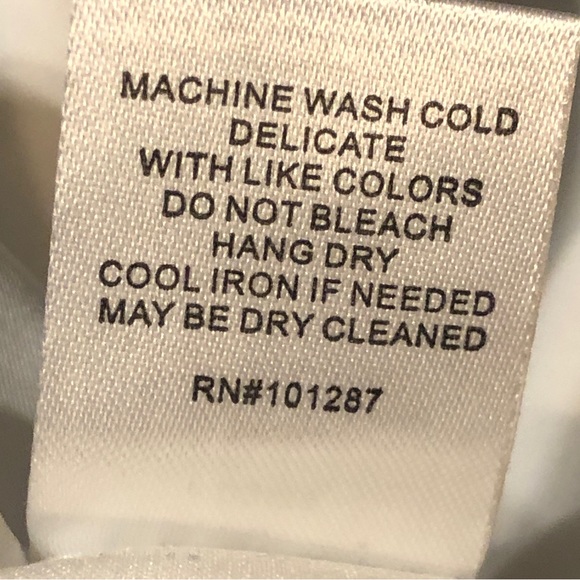 MACHINE WASH COLD
DELICATE
WITH LIKE COLORS
DO NOT BLEACH
HANG DRY
COOL IRON IF NEEDED
MAY BE DRY CLEANED
RN#101287